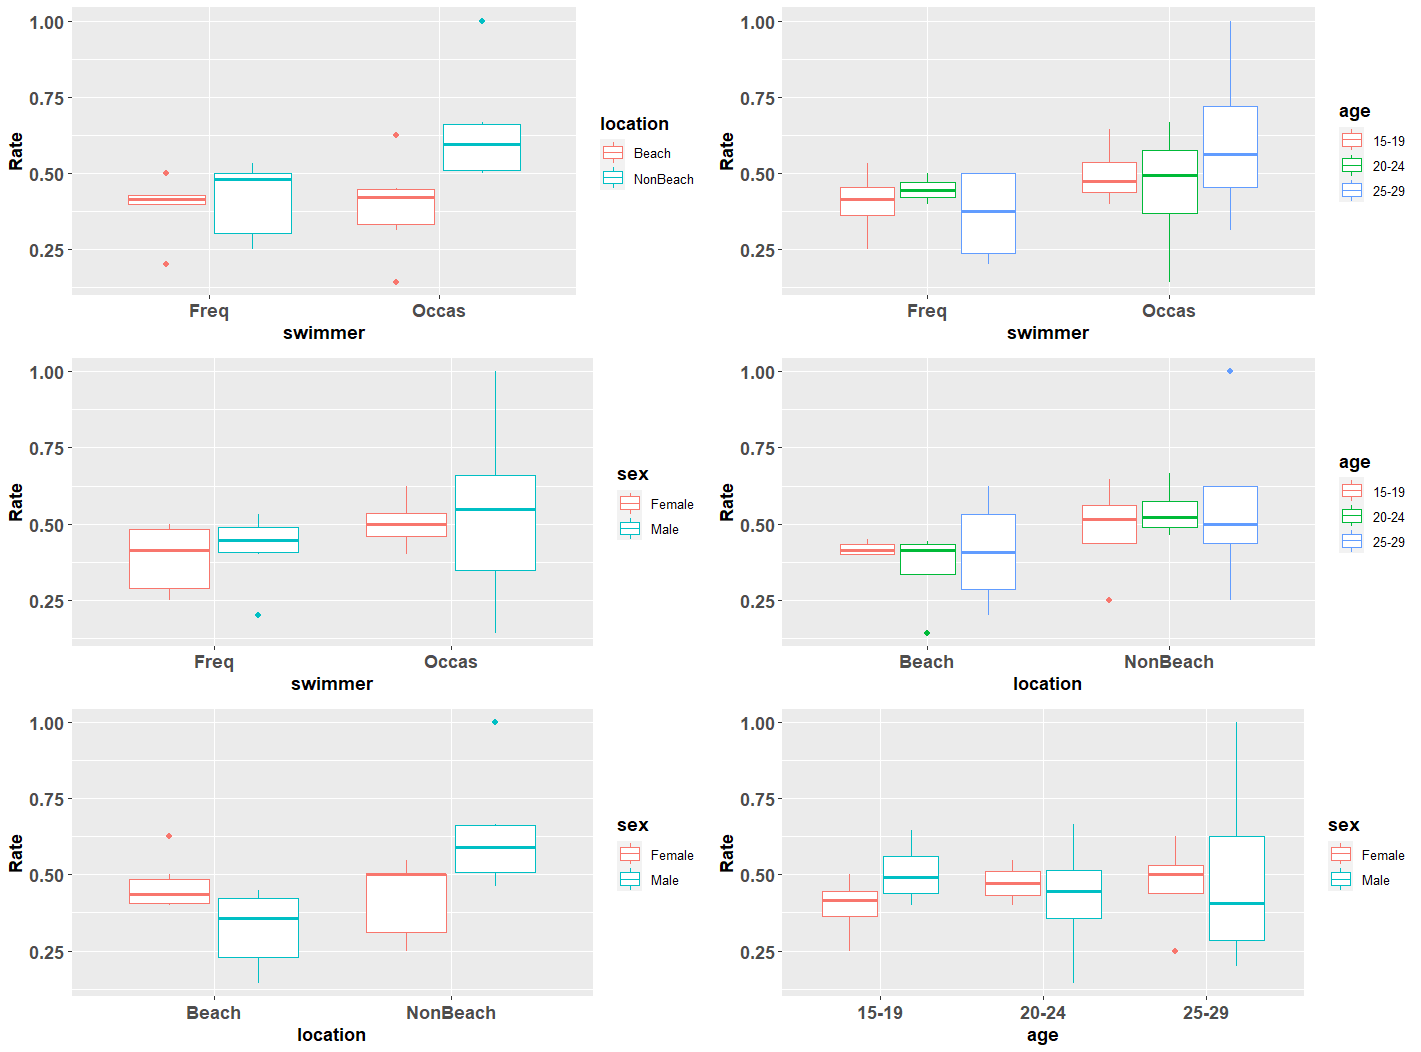 1.00
0.75
0.50
0.25
Rate
Freq Occas
swimmer
location
Beach
NonBeach
1.00
0.75
0.50
0.25
Rate
Freq Occas
swimmer
age
15-19
20-24
25-29
1.00
0.75
0.50
0.25
Rate
Freq Occas
swimmer
sex
Female
Male
1.00
0.75
0.50
0.25
Rate
Beach NonBeach
location
age
15-19
20-24
25-29
1.00
0.75
0.50
0.25
Rate
Beach NonBeach
location
sex
Female
Male
1.00
0.75
0.50
0.25
Rate
15-19 20-24 25-29
age
sex
Female
Male